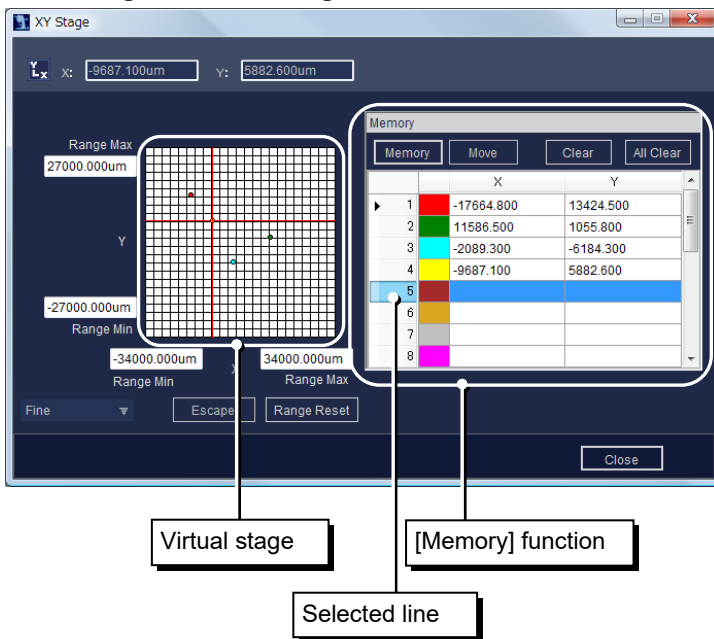 XY Stage
X: -9687.100um Y: 5882.600um
Memory
Memory Move Clear All Clear
X Y
1 -17664.800 13424.500
2 11586.500 1055.800
3 -2089.300 -6184.300
4 -9687.100 5882.600
5
6
7
8
Range Max
27000.000um
Y
-27000.000um
Range Min
-34000.000um X 34000.000um
Range Min Range Max
Fine Escape Range Reset
Close
Virtual stage
[Memory] function
Selected line